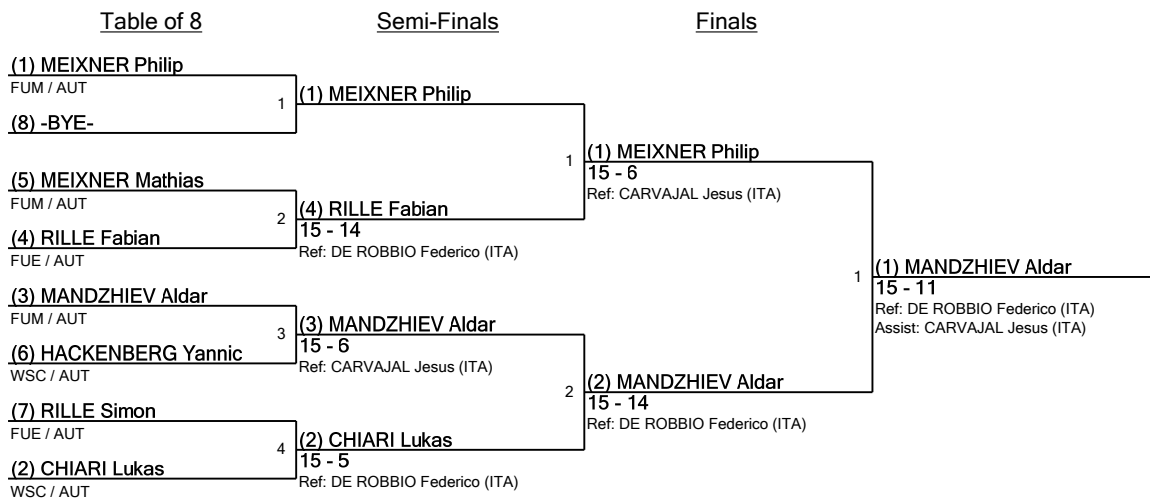 Table of 8
Semi-Finals
Finals
(1) MEIXNER Philip
FUM / AUT
(8) -BYE-
(5) MEIXNER Mathias
FUM / AUT
(4) RILLE Fabian
FUE / AUT
(3) MANDZHIEV Aldar
FUM / AUT
(6) HACKENBERG Yannic
WSC / AUT
(7) RILLE Simon
FUE / AUT
(2) CHIARI Lukas
WSC / AUT
1
2
3
4
(1) MEIXNER Philip
(4) RILLE Fabian
15 - 14
Ref: DE ROBBIO Federico (ITA)
(3) MANDZHIEV Aldar
15 - 6
Ref: CARVAJAL Jesus (ITA)
(2) CHIARI Lukas
15 - 5
Ref: DE ROBBIO Federico (ITA)
1
2
(1) MEIXNER Philip
15 - 6
Ref: CARVAJAL Jesus (ITA)
(2) MANDZHIEV Aldar
15 - 14
Ref: DE ROBBIO Federico (ITA)
1
(1) MANDZHIEV Aldar
15 - 11
Ref: DE ROBBIO Federico (ITA)
Assist: CARVAJAL Jesus (ITA)